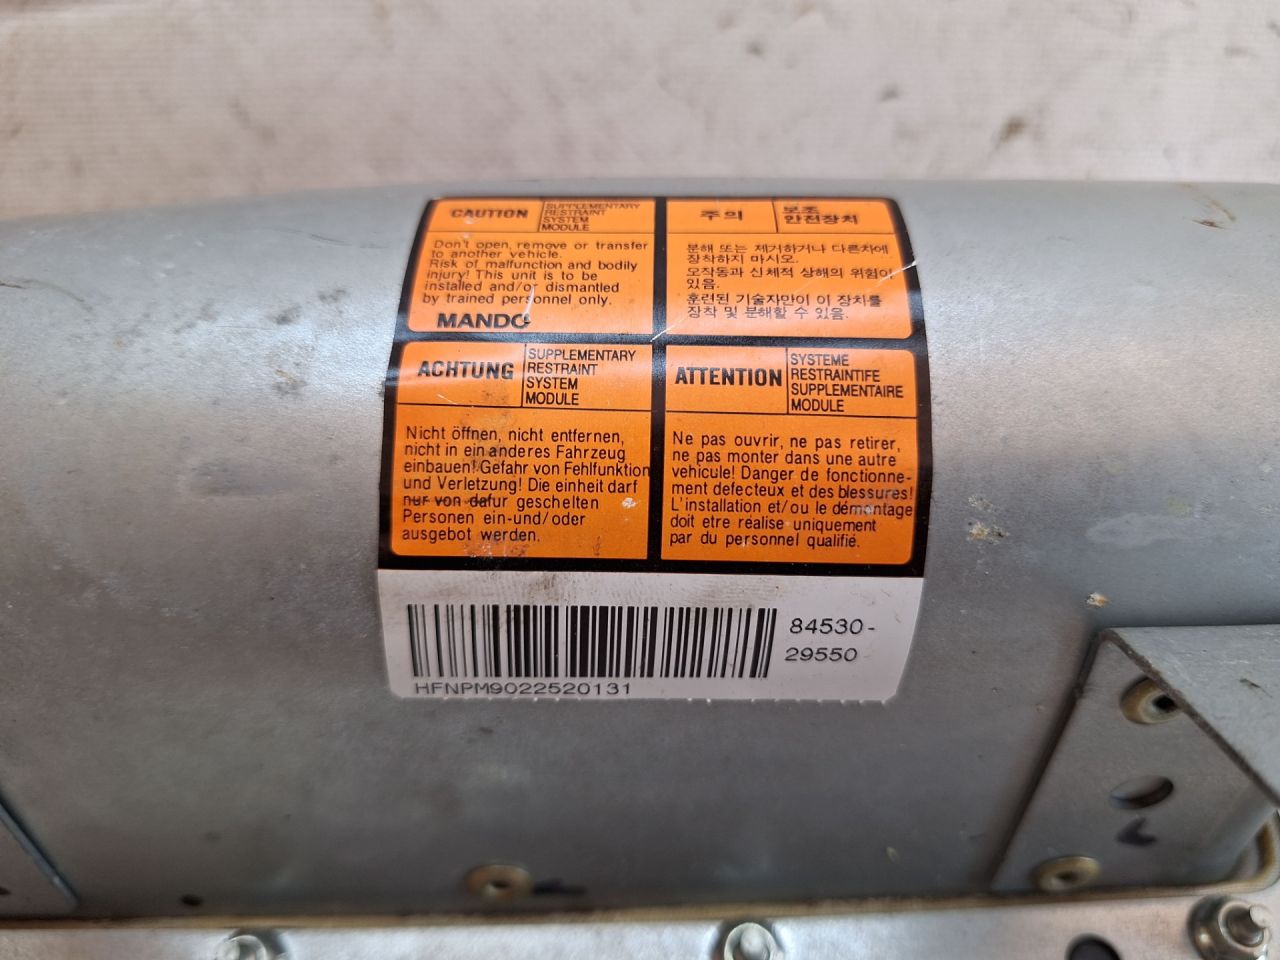 CAUTION
SUPPLEMENTARY
RESTRAINT
SYSTEM
MODULE
Don't open, remove or transfer
to another vehicle.
Risk of malfunction and bodily
injury! This unit is to be
installed and/or dismantled
by trained personnel only.
MANDO
주의
보조
안전장치
분해 또는 제거하거나 다른차에
장착하지 마시오.
오작동과 신체적 상해의 위험이
있음.
훈련된 기술자만이 이 장치를
장착 및 분해할 수 있음.
ACHTUNG
SUPPLEMENTARY
RESTRAINT
SYSTEM
MODULE
Nicht öffnen, nicht entfernen,
nicht in ein anderes Fahrzeug
einbauen! Gefahr von Fehlfunktion
und Verletzung! Die einheit darf
nur von dafur geschelten
Personen ein-und/oder
ausgebot werden.
ATTENTION
SYSTEME
RESTRAINTIFE
SUPPLEMENTAIRE
MODULE
Ne pas ouvrir, ne pas retirer,
ne pas monter dans une autre
vehicule! Danger de fonctionne-
ment defecteux et des blessures!
L'installation et/ou le démontage
doit etre réalise uniquement
par du personnel qualifié.
84530-
29550
HFNPM9022520131